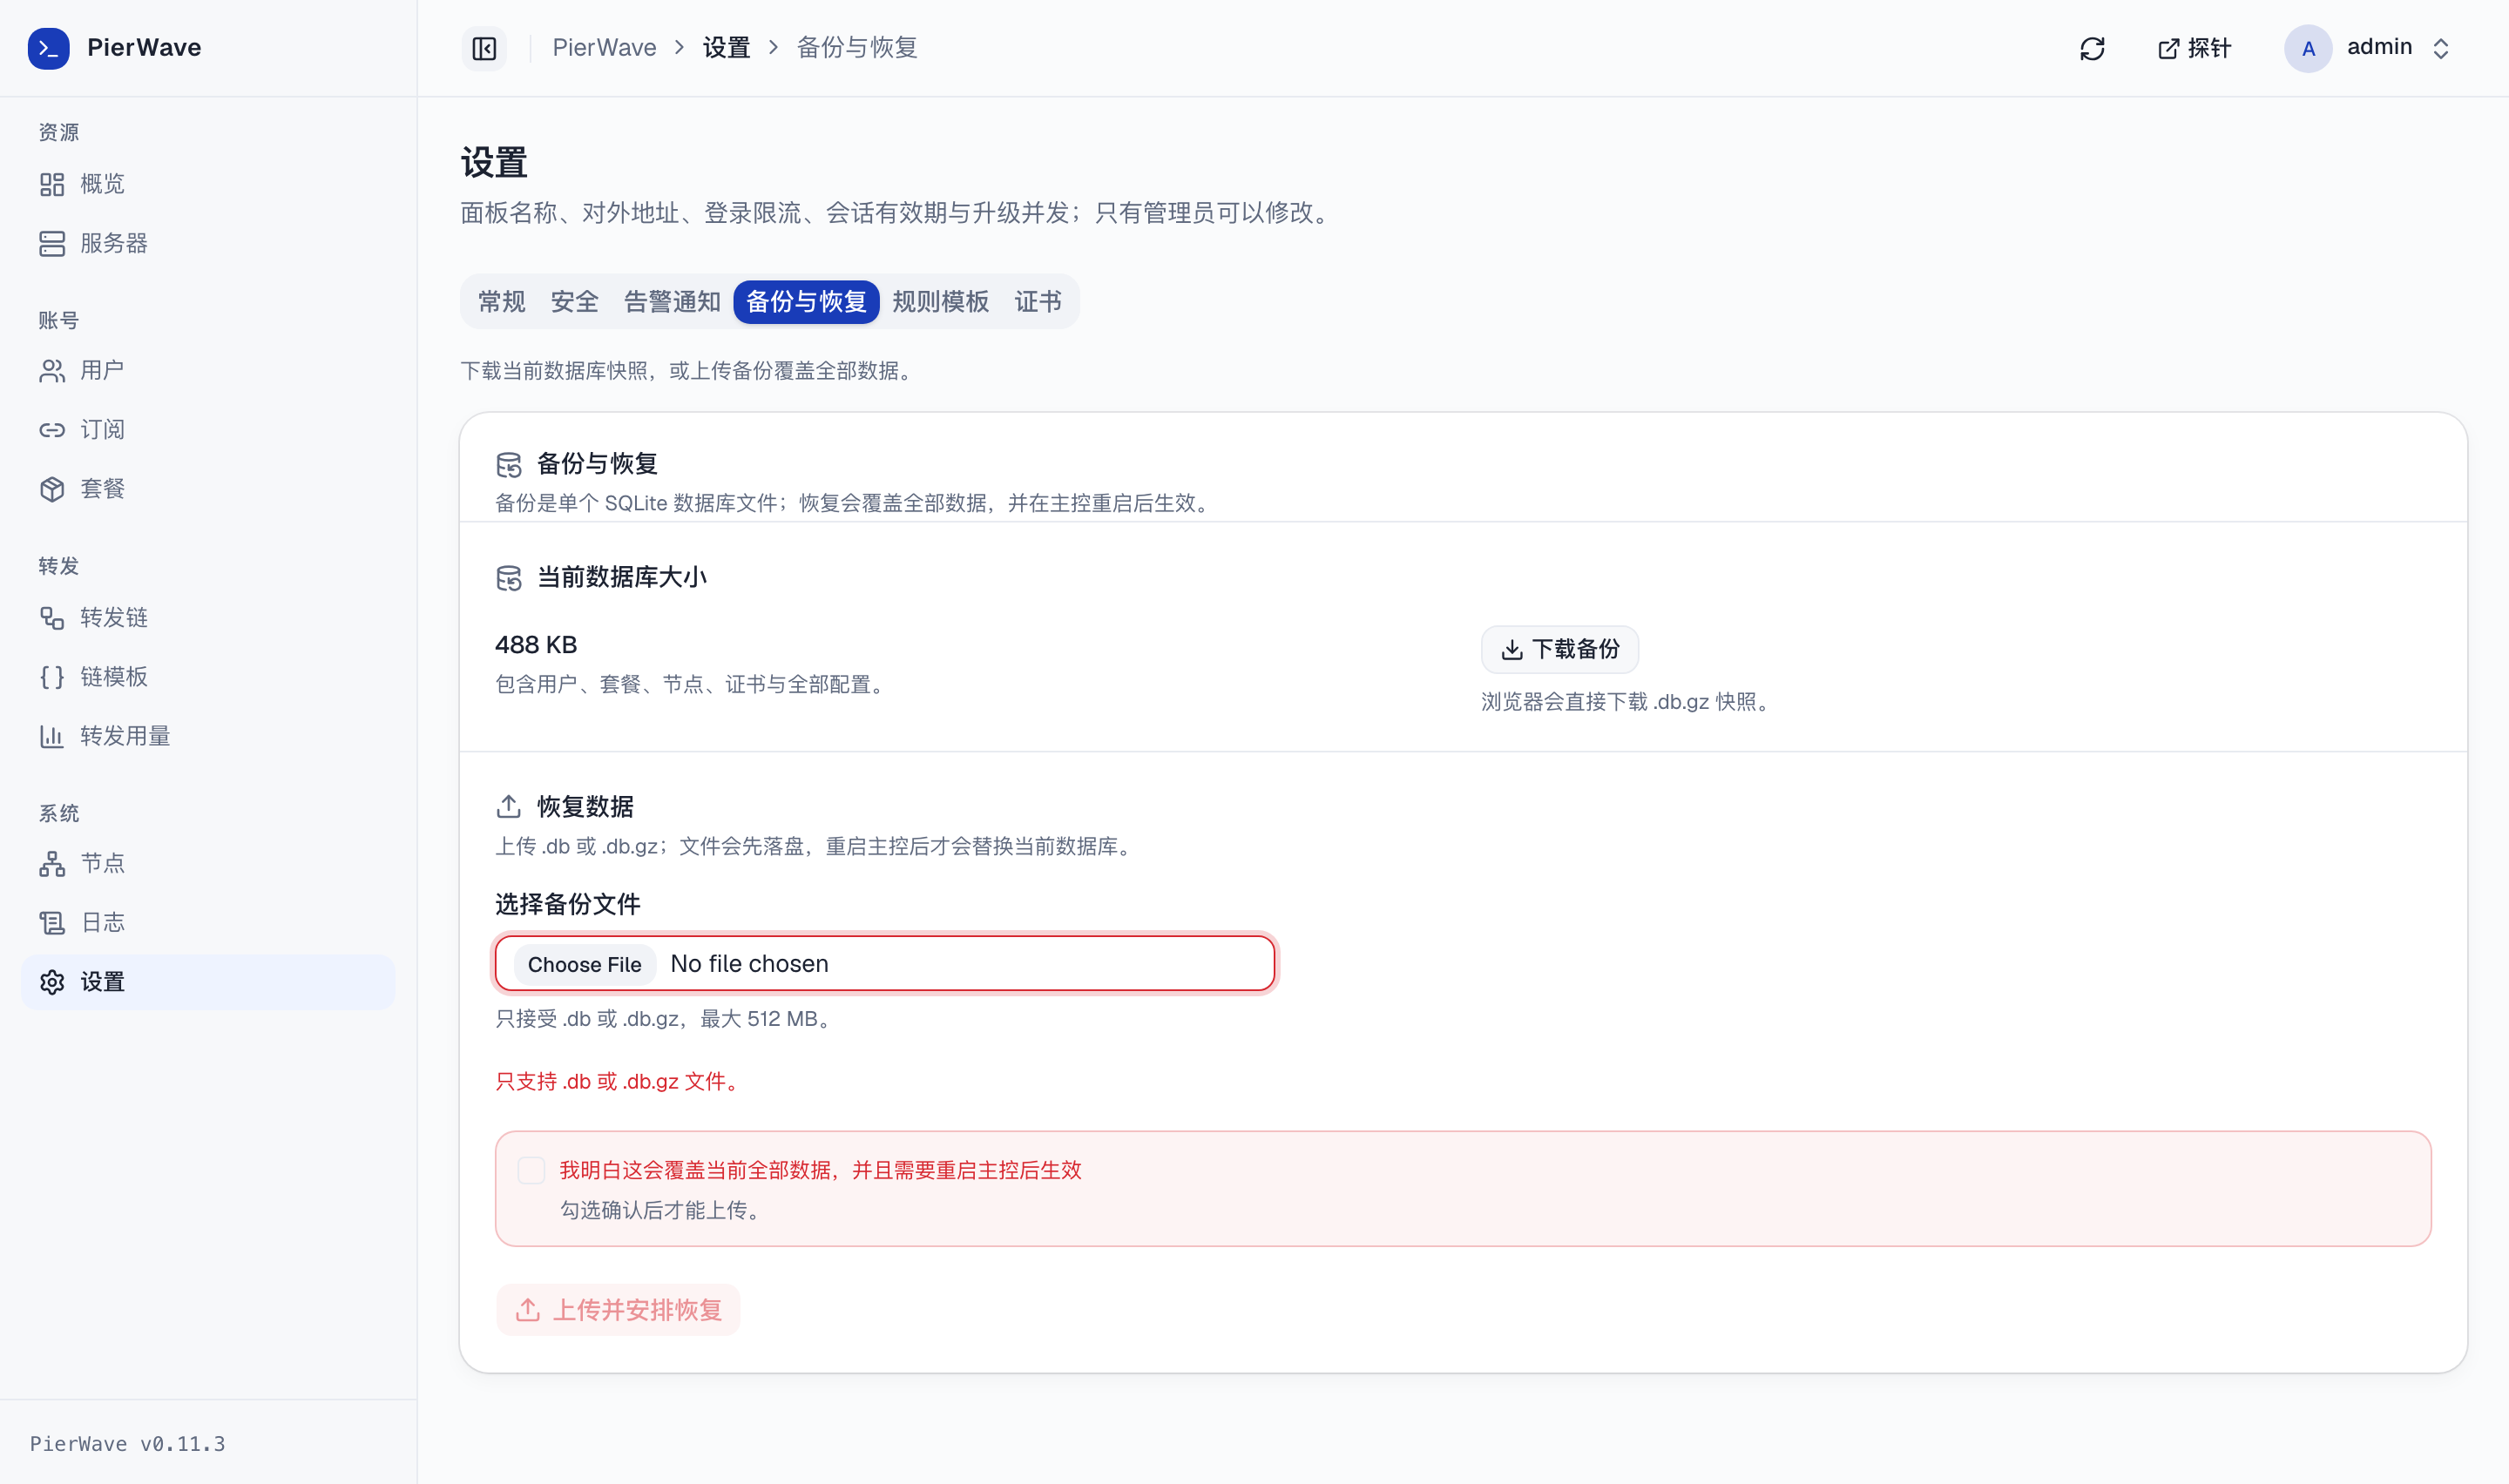 PierWave
PierWave > 设置 > 备份与恢复
探针
A
admin
资源
概览
服务器
账号
用户
订阅
套餐
转发
转发链
链模板
转发用量
系统
节点
日志
设置
PierWave v0.11.3
设置
面板名称、对外地址、登录限流、会话有效期与升级并发；只有管理员可以修改。
常规 安全 告警通知 备份与恢复 规则模板 证书
下载当前数据库快照，或上传备份覆盖全部数据。
备份与恢复
备份是单个 SQLite 数据库文件；恢复会覆盖全部数据，并在主控重启后生效。
当前数据库大小
488 KB
包含用户、套餐、节点、证书与全部配置。
下载备份
浏览器会直接下载 .db.gz 快照。
恢复数据
上传 .db 或 .db.gz；文件会先落盘，重启主控后才会替换当前数据库。
选择备份文件
Choose File No file chosen
只接受 .db 或 .db.gz，最大 512 MB。
只支持 .db 或 .db.gz 文件。
我明白这会覆盖当前全部数据，并且需要重启主控后生效
勾选确认后才能上传。
上传并安排恢复